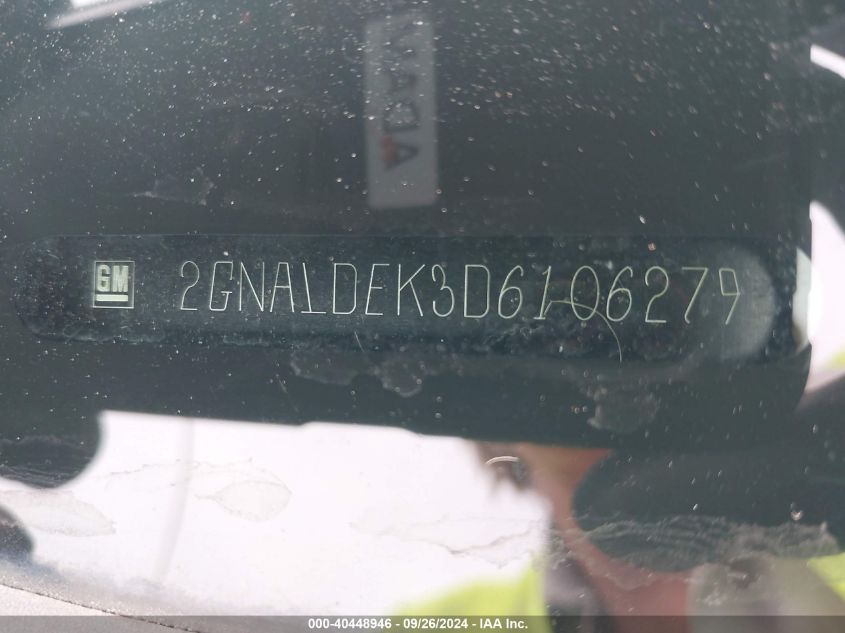 GM 2GNALDEK3D6106279
000-40448946 - 09/26/2024 - IAA Inc.